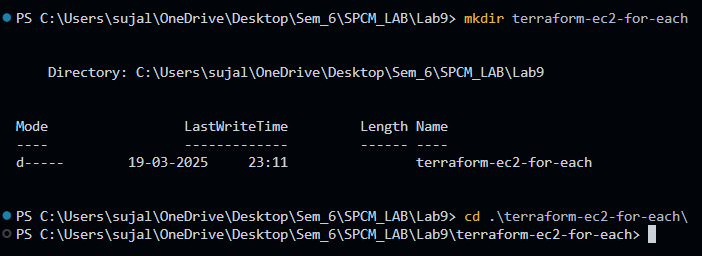 PS C:\Users\sujal\OneDrive\Desktop\Sem_6\SPCM_LAB\Lab9> mkdir terraform-ec2-for-each
Directory: C:\Users\sujal\OneDrive\Desktop\Sem_6\SPCM_LAB\Lab9
Mode                 LastWriteTime         Length Name
----                 -------------         ------ ----
d-----        19-03-2025     23:11                terraform-ec2-for-each
PS C:\Users\sujal\OneDrive\Desktop\Sem_6\SPCM_LAB\Lab9> cd .\terraform-ec2-for-each\
PS C:\Users\sujal\OneDrive\Desktop\Sem_6\SPCM_LAB\Lab9\terraform-ec2-for-each>